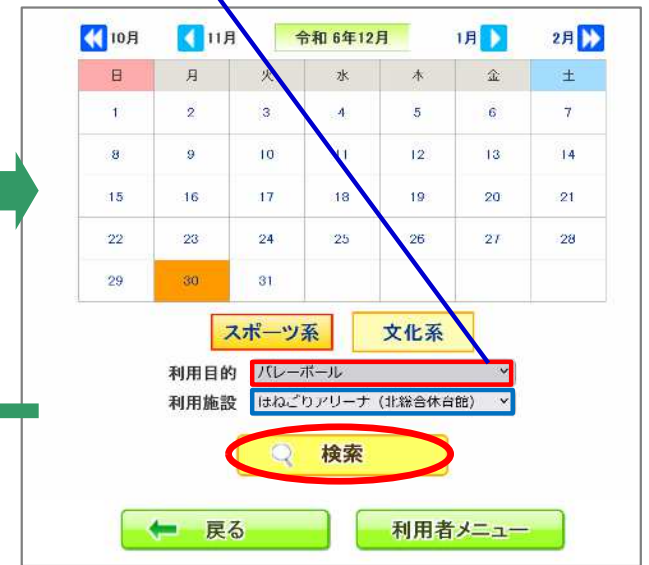 10月 11月 令和 6年12月 1月 2月
日 月 火 水 木 金 土
1 2 3 4 5 6 7
8 9 10 11 12 13 14
15 16 17 18 19 20 21
22 23 24 25 26 27 28
29 30 31
スポーツ系 文化系
利用目的 バレーボール
利用施設 はねごりアリーナ (北総合体育館)
検索
戻る 利用者メニュー